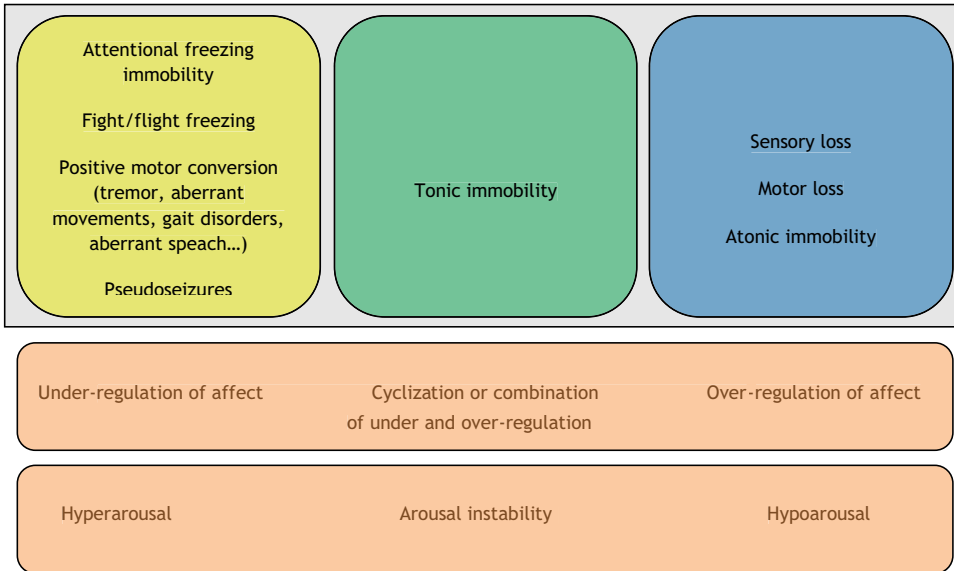 Attentional freezing
immobility
Fight/flight freezing
Positive motor conversion
(tremor, aberrant
movements, gait disorders,
aberrant speach…)
Pseudoseizures
Tonic immobility
Sensory loss
Motor loss
Atonic immobility
Under-regulation of affect
Cyclization or combination
of under and over-regulation
Over-regulation of affect
Hyperarousal
Arousal instability
Hypoarousal